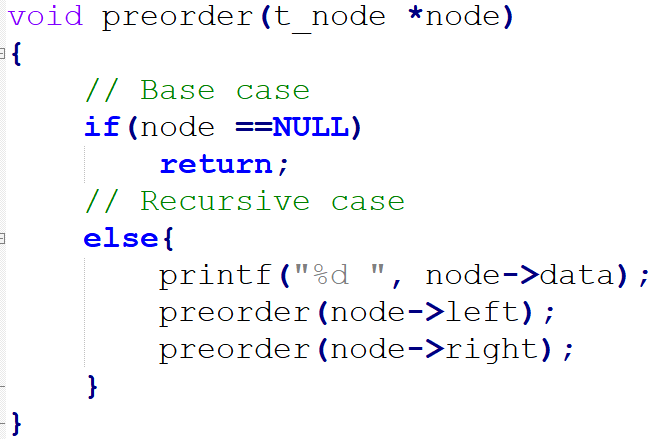 void preorder(t_node *node)
{
// Base case
if(node ==NULL)
return;
// Recursive case
else{
printf("%d ", node->data);
preorder(node->left);
preorder(node->right);
}
}